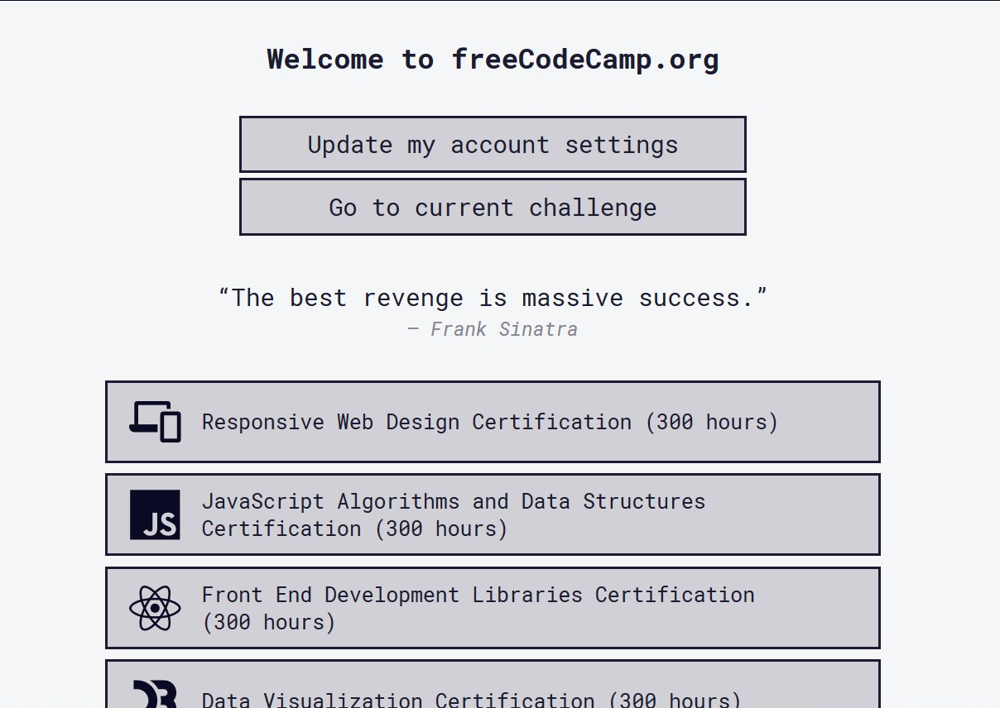 Welcome to freeCodeCamp.org
Update my account settings
Go to current challenge
“The best revenge is massive success.”
— Frank Sinatra
Responsive Web Design Certification (300 hours)
JS
JavaScript Algorithms and Data Structures
Certification (300 hours)
Front End Development Libraries Certification
(300 hours)
Data Visualization Certification (300 hours)